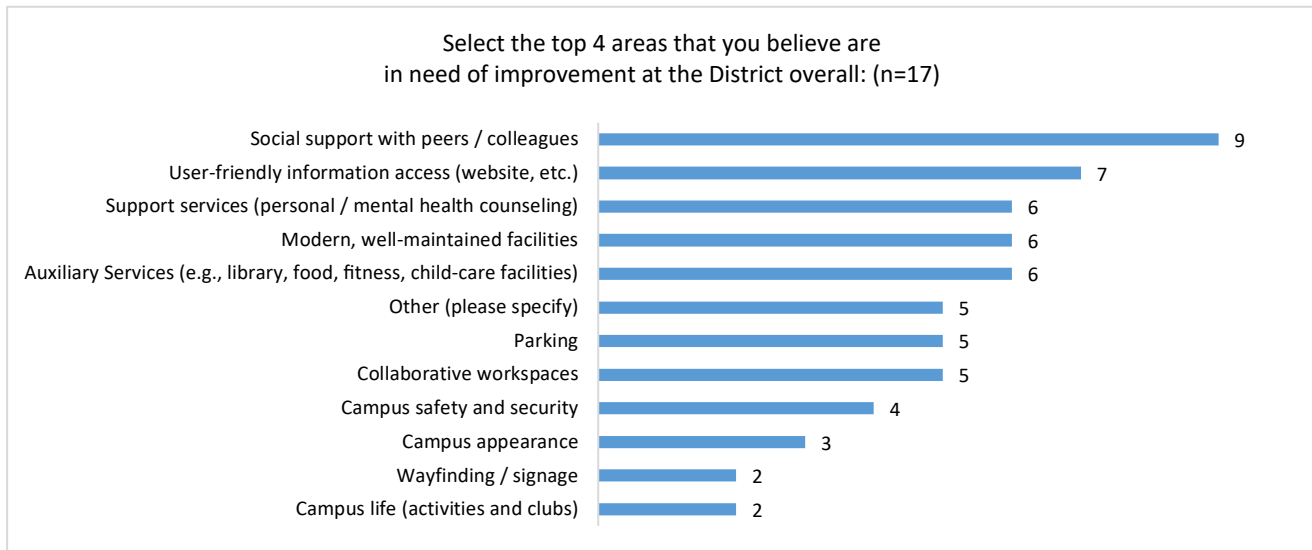 Select the top 4 areas that you believe are
in need of improvement at the District overall: (n=17)
Social support with peers / colleagues 9
User-friendly information access (website, etc.) 7
Support services (personal / mental health counseling) 6
Modern, well-maintained facilities 6
Auxiliary Services (e.g., library, food, fitness, child-care facilities) 6
Other (please specify) 5
Parking 5
Collaborative workspaces 5
Campus safety and security 4
Campus appearance 3
Wayfinding / signage 2
Campus life (activities and clubs) 2